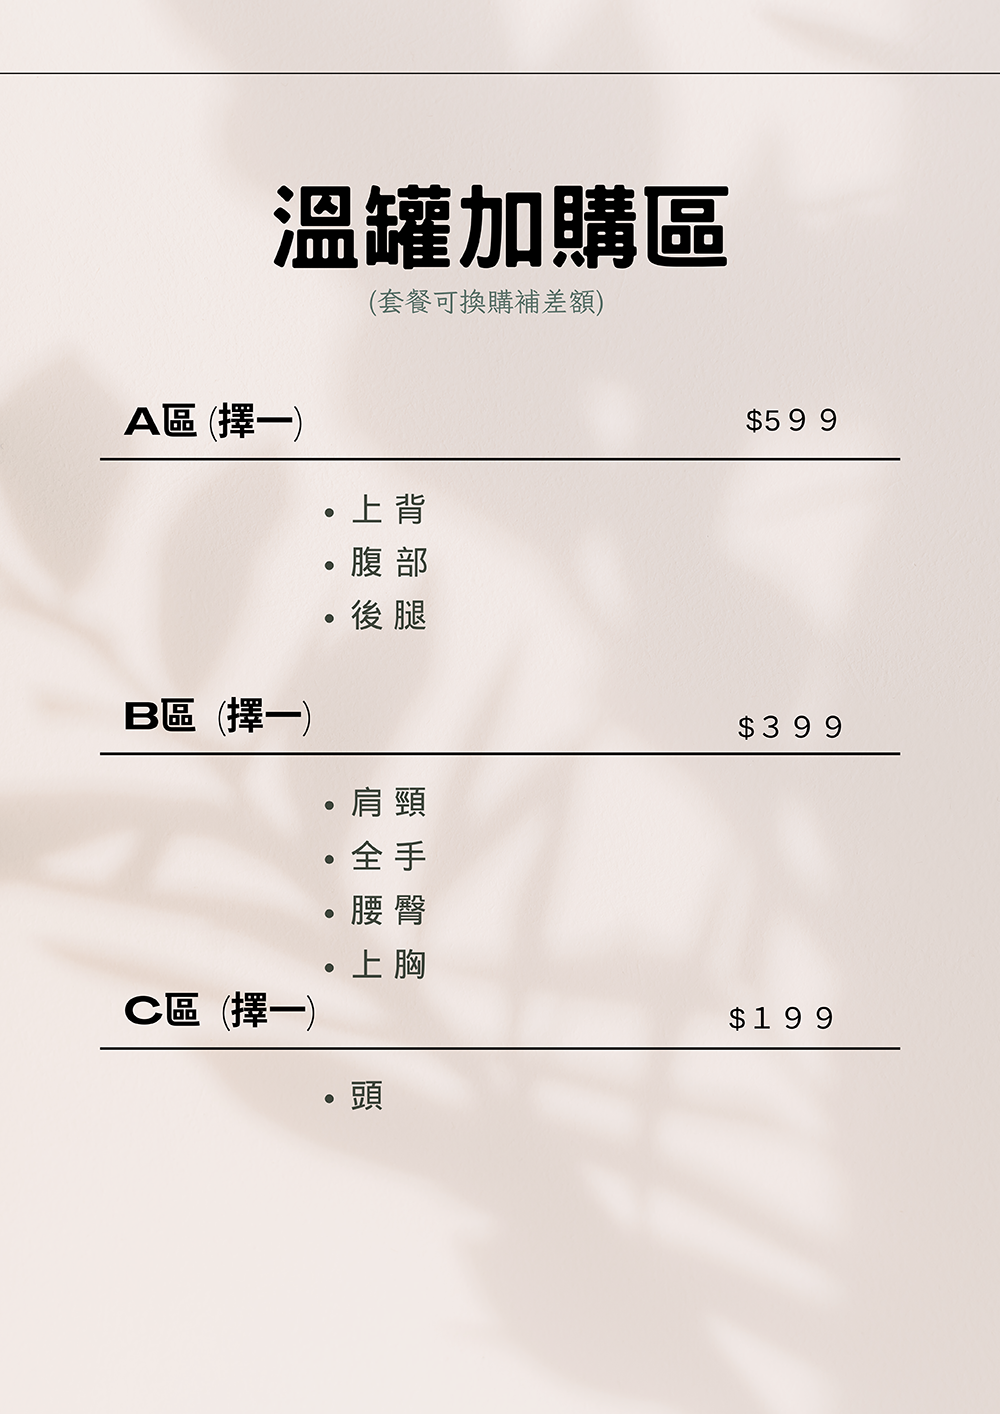 溫罐加購區
(套餐可換購補差額)
A區 (擇一) $599
• 上背
• 腹部
• 後腿
B區 (擇一) $399
• 肩頸
• 全手
• 腰臀
• 上胸
C區 (擇一) $199
• 頭